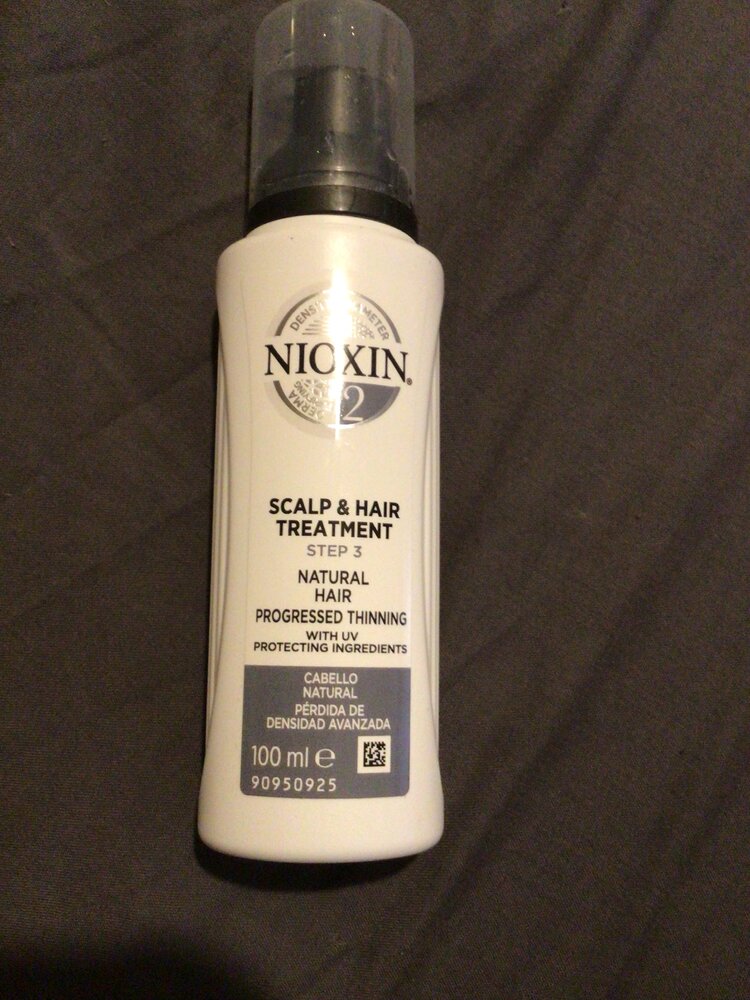 NIOXIN
2
SCALP & HAIR
TREATMENT
STEP 3
NATURAL
HAIR
PROGRESSED THINNING
WITH UV
PROTECTING INGREDIENTS
CABELLO
NATURAL
PÉRDIDA DE
DENSIDAD AVANZADA
100 ml e
90950925